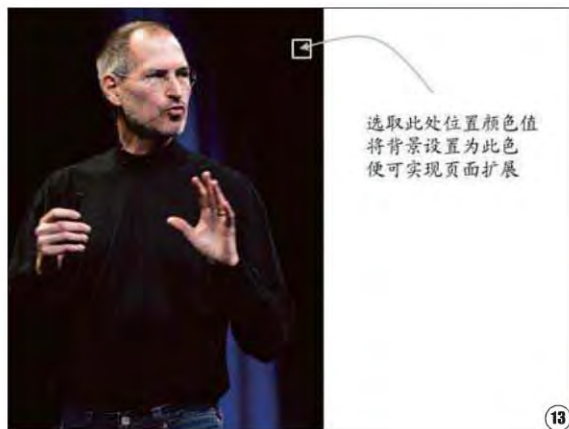 选取此处位置颜色值
将背景设置为此色
便可实现页面扩展
13